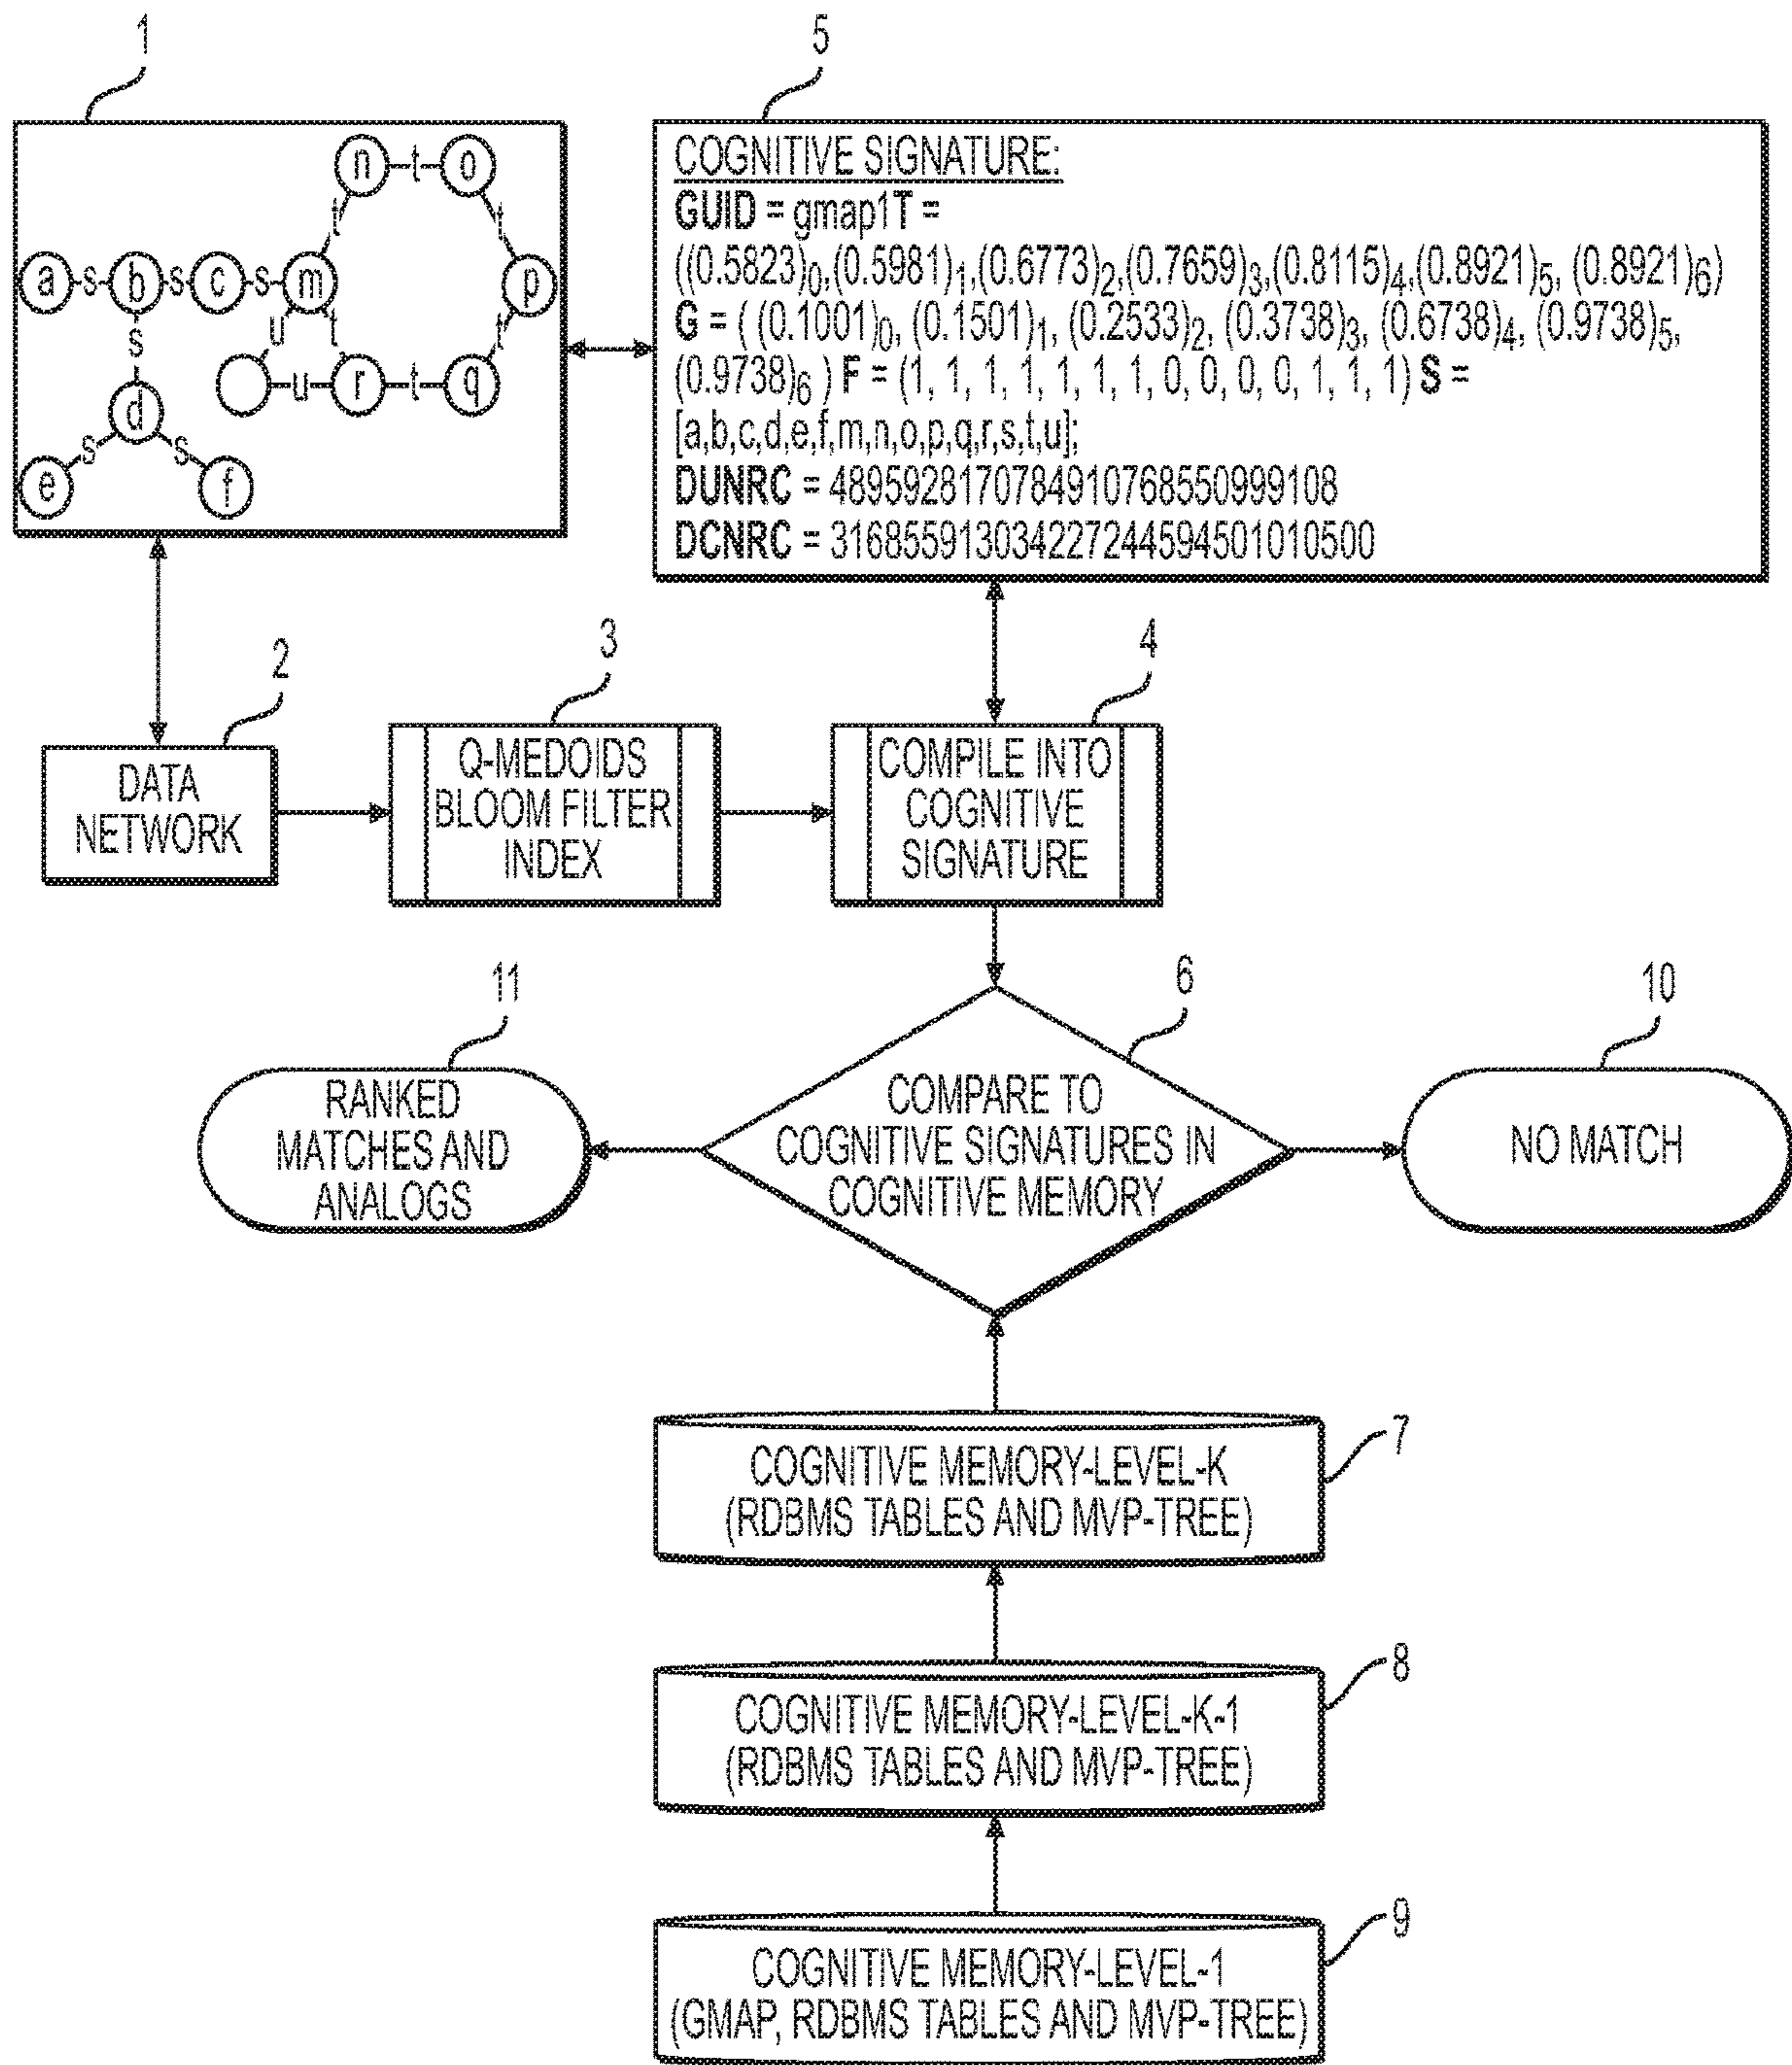 1
5
n t o
t t
a s b s c s m p
u t t
s u r t q
d
s s
e f
COGNITIVE SIGNATURE:
GUID = gmap1T =
((0.5823)0,(0.5981)1,(0.6773)2,(0.7659)3,(0.8115)4,(0.8921)5, (0.8921)6)
G = ( (0.1001)0, (0.1501)1, (0.2533)2, (0.3738)3, (0.6738)4, (0.9738)5,
(0.9738)6 ) F = (1, 1, 1, 1, 1, 1, 1, 0, 0, 0, 0, 1, 1, 1) S =
[a,b,c,d,e,f,m,n,o,p,q,r,s,t,u];
DUNRC = 4895928170784910768550999108
DCNRC = 3168559130342272445945010105​00
2
3
4
DATA
NETWORK
Q-MEDOIDS
BLOOM FILTER
INDEX
COMPILE INTO
COGNITIVE
SIGNATURE
11
6
10
RANKED
MATCHES AND
ANALOGS
COMPARE TO
COGNITIVE SIGNATURES IN
COGNITIVE MEMORY
NO MATCH
7
COGNITIVE MEMORY-LEVEL-K
(RDBMS TABLES AND MVP-TREE)
8
COGNITIVE MEMORY-LEVEL-K-1
(RDBMS TABLES AND MVP-TREE)
9
COGNITIVE MEMORY-LEVEL-1
(GMAP, RDBMS TABLES AND MVP-TREE)